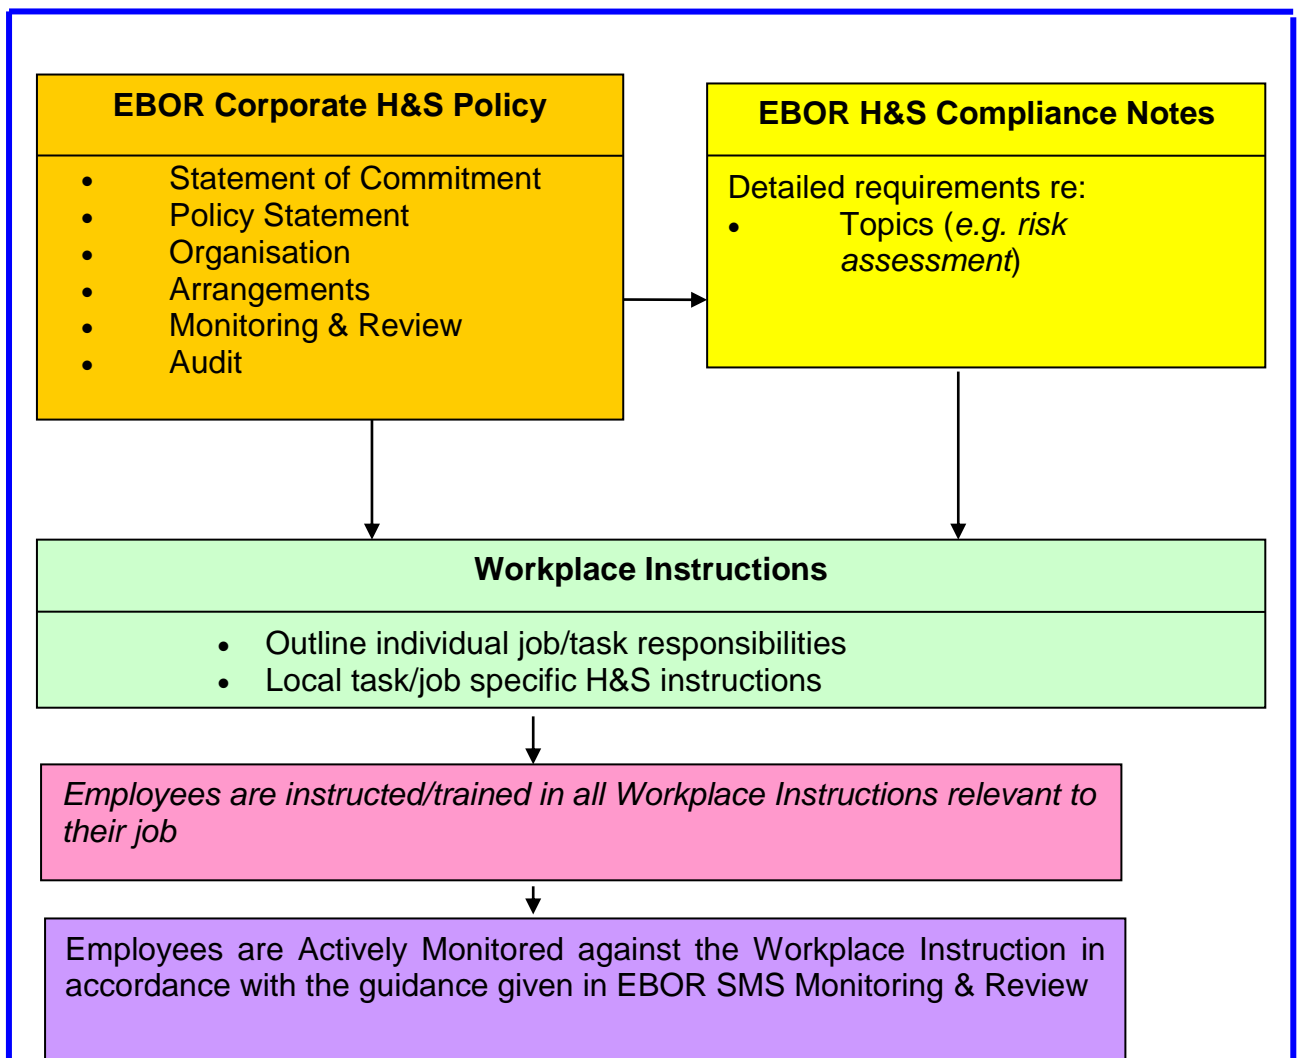 EBOR Corporate H&S Policy
• Statement of Commitment
• Policy Statement
• Organisation
• Arrangements
• Monitoring & Review
• Audit
EBOR H&S Compliance Notes
Detailed requirements re:
• Topics (e.g. risk
assessment)
Workplace Instructions
• Outline individual job/task responsibilities
• Local task/job specific H&S instructions
Employees are instructed/trained in all Workplace Instructions relevant to
their job
Employees are Actively Monitored against the Workplace Instruction in
accordance with the guidance given in EBOR SMS Monitoring & Review